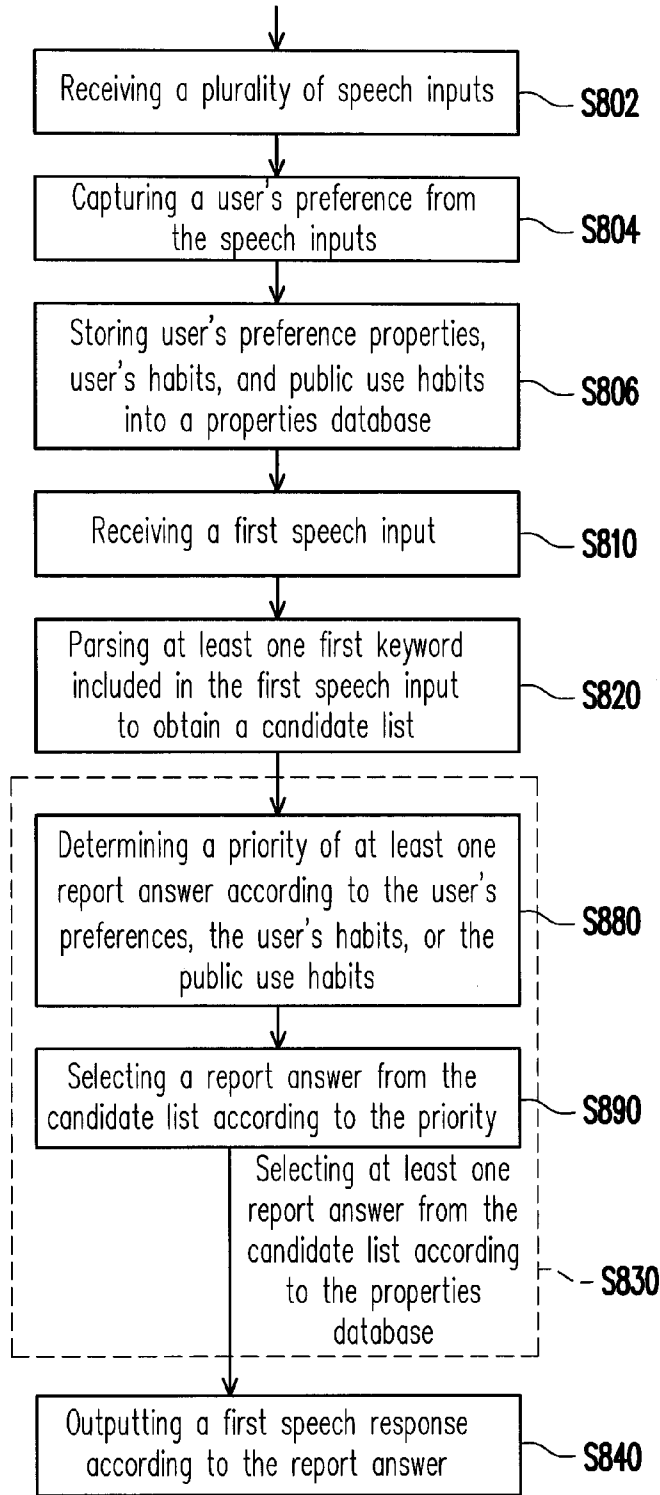 Receiving a plurality of speech inputs
S802
Capturing a user's preference from
the speech inputs
S804
Storing user's preference properties,
user's habits, and public use habits
into a properties database
S806
Receiving a first speech input
S810
Parsing at least one first keyword
included in the first speech input
to obtain a candidate list
S820
Determining a priority of at least one
report answer according to the user's
preferences, the user's habits, or the
public use habits
S880
Selecting a report answer from the
candidate list according to the priority
S890
Selecting at least one
report answer from the
candidate list according
to the properties
database
S830
Outputting a first speech response
according to the report answer
S840